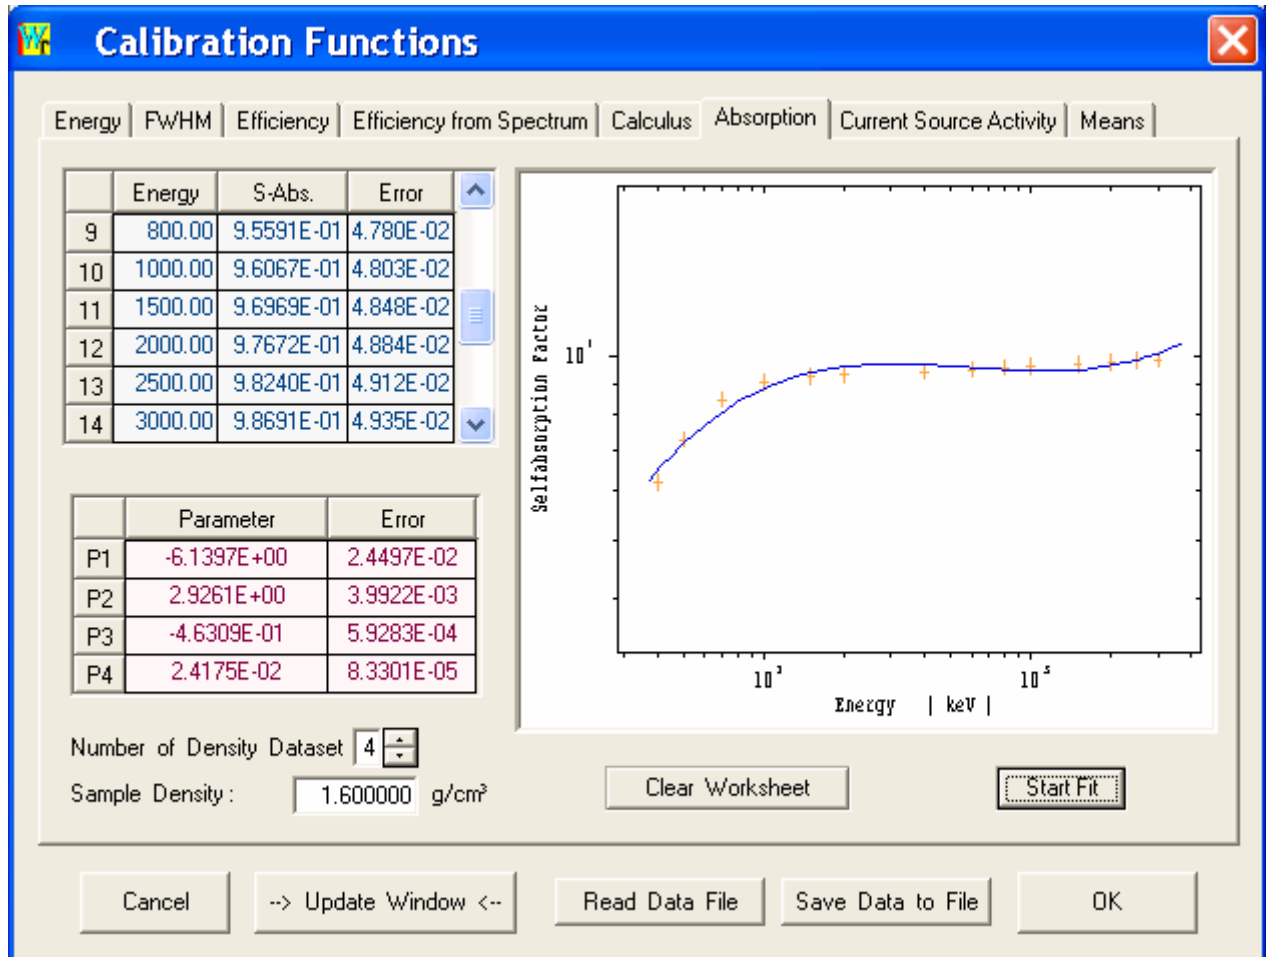 Calibration Functions
Energy FWHM Efficiency Efficiency from Spectrum Calculus Absorption Current Source Activity Means
Energy S-Abs. Error
9 800.00 9.5591E-01 4.780E-02
10 1000.00 9.6067E-01 4.803E-02
11 1500.00 9.6969E-01 4.848E-02
12 2000.00 9.7672E-01 4.884E-02
13 2500.00 9.8240E-01 4.912E-02
14 3000.00 9.8691E-01 4.935E-02
Selfabsorption Factor
10¹
10³ 10⁵
Energy | keV |
Parameter Error
P1 -6.1397E+00 2.4497E-02
P2 2.9261E+00 3.9922E-03
P3 -4.6309E-01 5.9283E-04
P4 2.4175E-02 8.3301E-05
Number of Density Dataset 4
Sample Density : 1.600000 g/cm³
Clear Worksheet Start Fit
Cancel --> Update Window <-- Read Data File Save Data to File OK